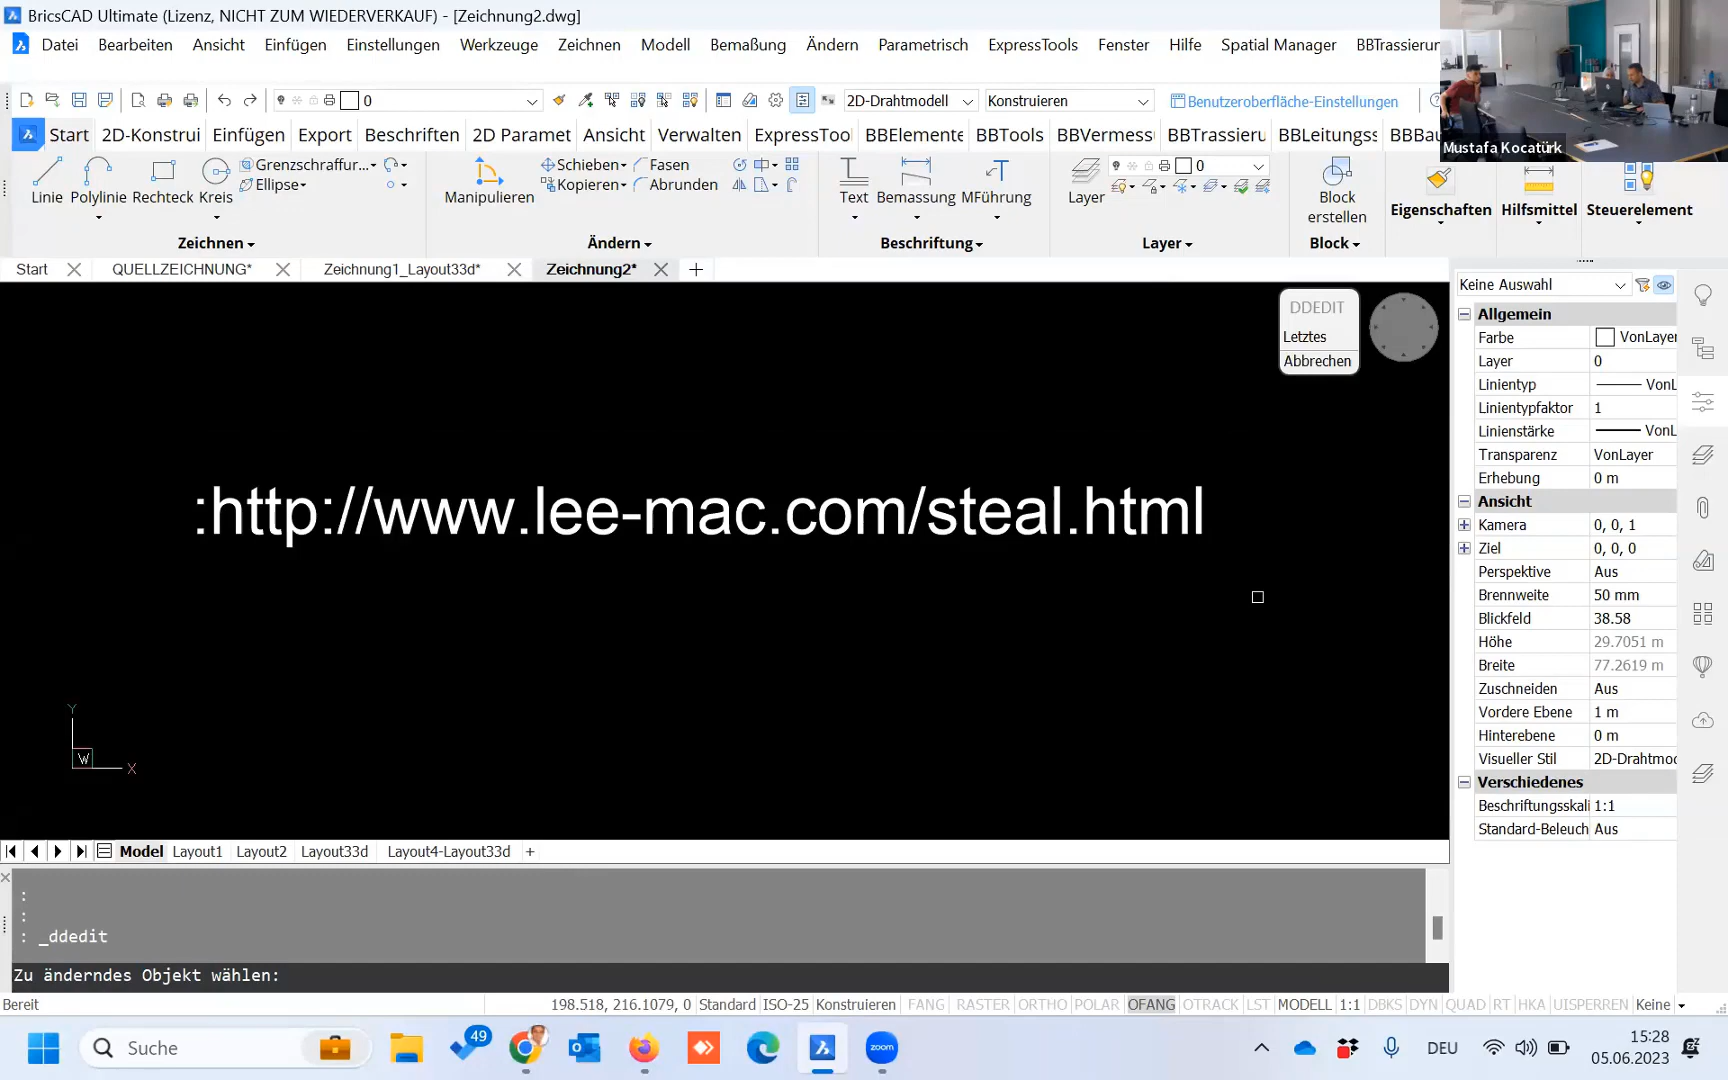 BricsCAD Ultimate (Lizenz, NICHT ZUM WIEDERVERKAUF) - [Zeichnung2.dwg]
Datei Bearbeiten Ansicht Einfügen Einstellungen Werkzeuge Zeichnen Modell Bemaßung Ändern Parametrisch ExpressTools Fenster Hilfe Spatial Manager BBTrassierun
0 2D-Drahtmodell Konstruieren Benutzeroberfläche-Einstellungen
Start 2D-Konstrui Einfügen Export Beschriften 2D Paramet Ansicht Verwalten ExpressToo BBElemente BBTools BBVermess BBTrassieru BBLeitungss BBBau
Mustafa Kocatürk
Linie Polylinie Rechteck Kreis Grenzschraffur... Ellipse
Manipulieren Schieben Kopieren Fasen Abrunden
Text Bemassung MFührung
Layer 0
Block erstellen
Eigenschaften Hilfsmittel Steuerelement
Zeichnen Ändern Beschriftung Layer Block
Start QUELLZEICHNUNG* Zeichnung1_Layout33d* Zeichnung2*
DDEDIT
Letztes
Abbrechen
:http://www.lee-mac.com/steal.html
Y
W
X
Keine Auswahl
Allgemein
Farbe VonLayer
Layer 0
Linientyp VonL
Linientypfaktor 1
Linienstärke VonL
Transparenz VonLayer
Erhebung 0 m
Ansicht
Kamera 0, 0, 1
Ziel 0, 0, 0
Perspektive Aus
Brennweite 50 mm
Blickfeld 38.58
Höhe 29.7051 m
Breite 77.2619 m
Zuschneiden Aus
Vordere Ebene 1 m
Hinterebene 0 m
Visueller Stil 2D-Drahtmod
Verschiedenes
Beschriftungsskali 1:1
Standard-Beleuch Aus
Model Layout1 Layout2 Layout33d Layout4-Layout33d +
:
:
: _ddedit
Zu änderndes Objekt wählen:
Bereit 198.518, 216.1079, 0 Standard ISO-25 Konstruieren FANG RASTER ORTHO POLAR OFANG OTRACK LST MODELL 1:1 DBKS DYN QUAD RT HKA UISPERREN Keine
Suche 49 zoom DEU 15:28
05.06.2023